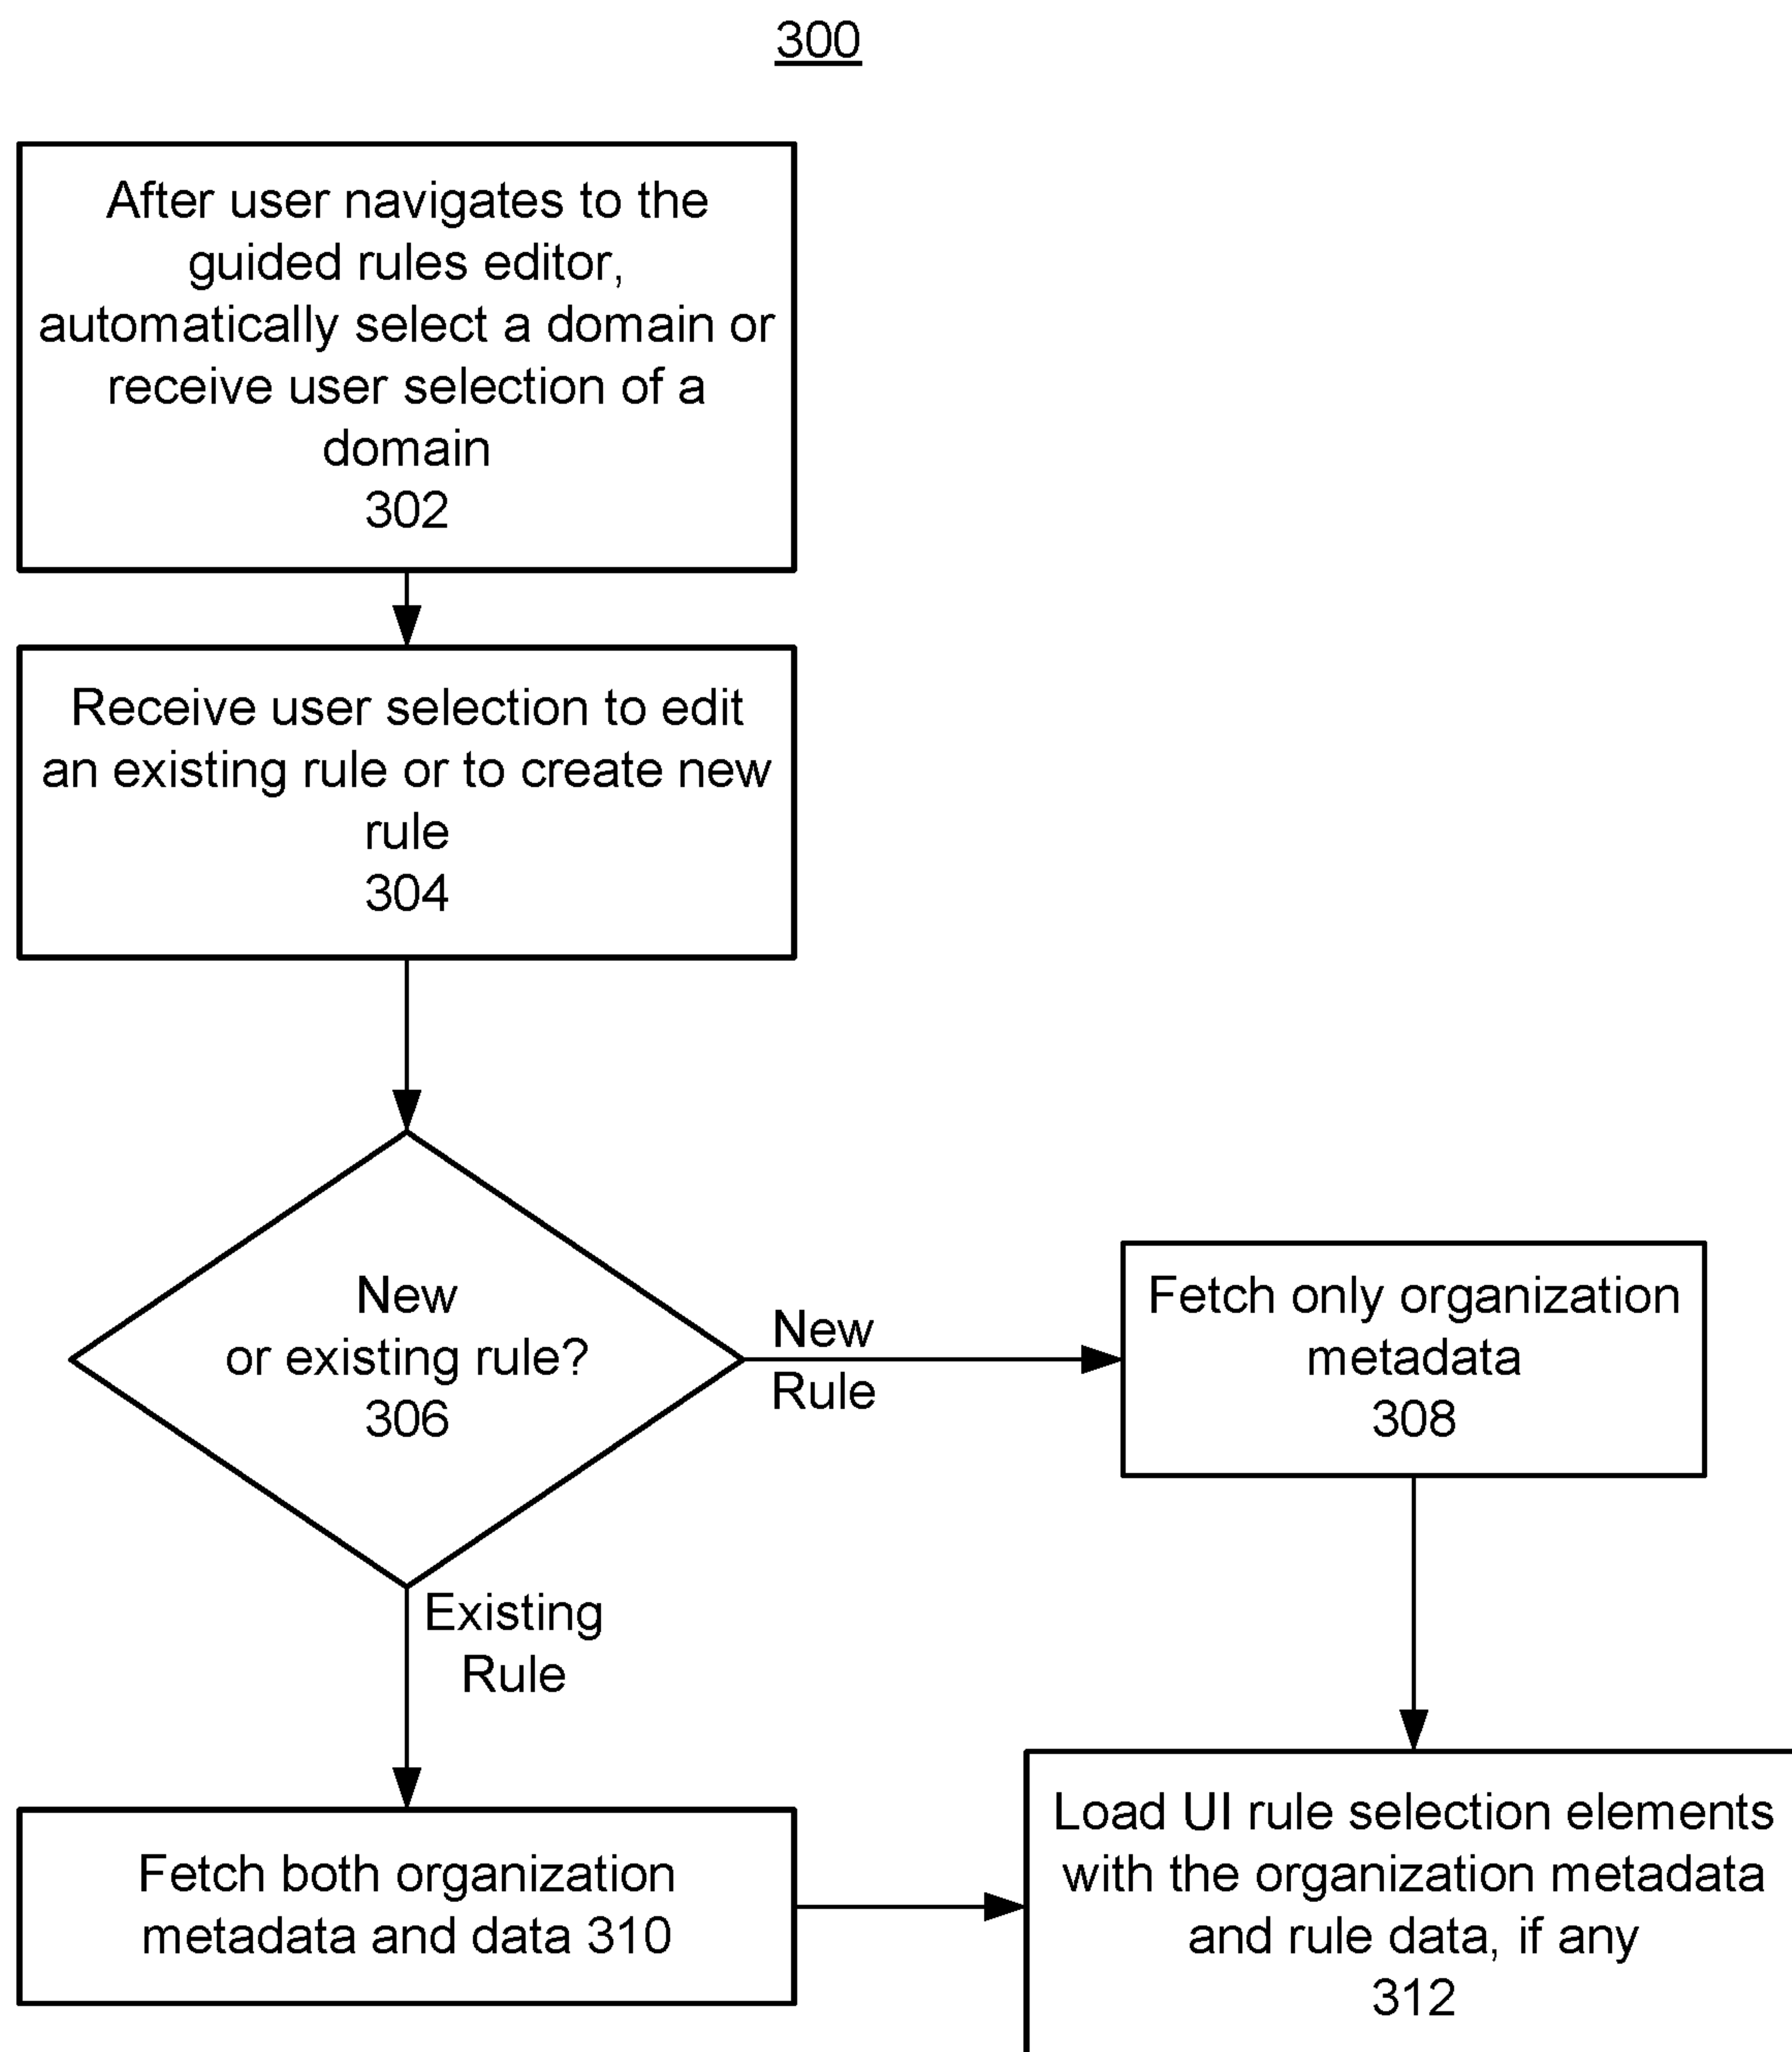 300
After user navigates to the
guided rules editor,
automatically select a domain or
receive user selection of a
domain
302
Receive user selection to edit
an existing rule or to create new
rule
304
New
or existing rule?
306
New
Rule
Fetch only organization
metadata
308
Existing
Rule
Fetch both organization
metadata and data 310
Load UI rule selection elements
with the organization metadata
and rule data, if any
312